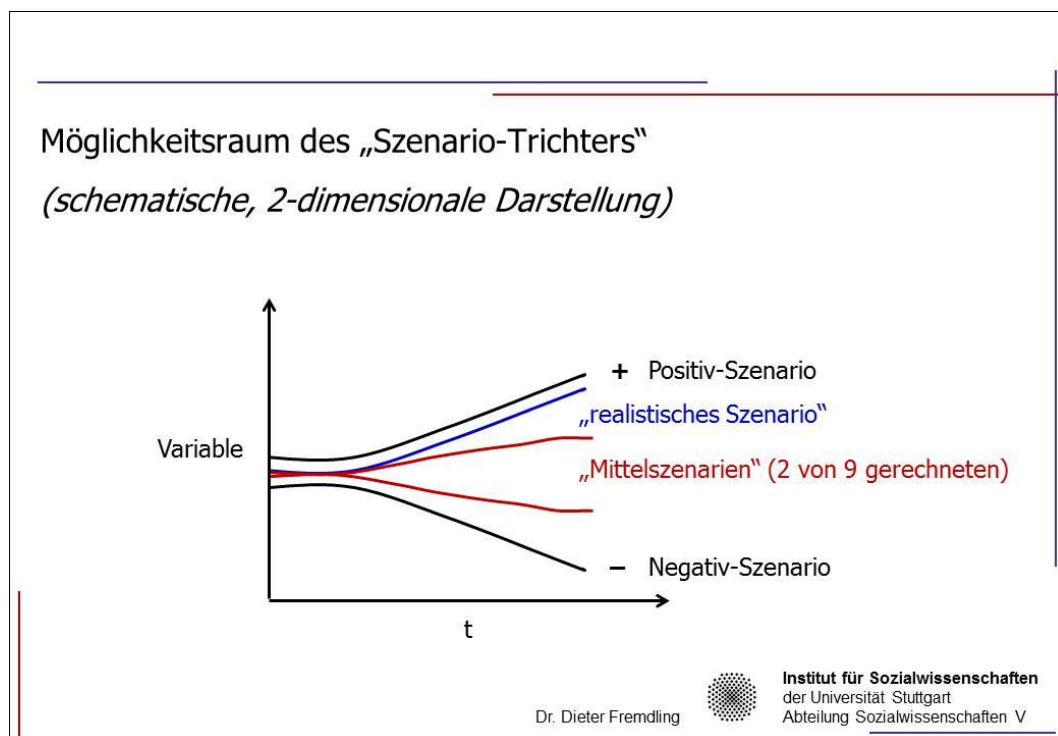 Möglichkeitsraum des „Szenario-Trichters“
(schematische, 2-dimensionale Darstellung)
+ Positiv-Szenario
„realistisches Szenario“
Variable
„Mittelszenarien“ (2 von 9 gerechneten)
– Negativ-Szenario
t
Dr. Dieter Fremdling
Institut für Sozialwissenschaften
der Universität Stuttgart
Abteilung Sozialwissenschaften V